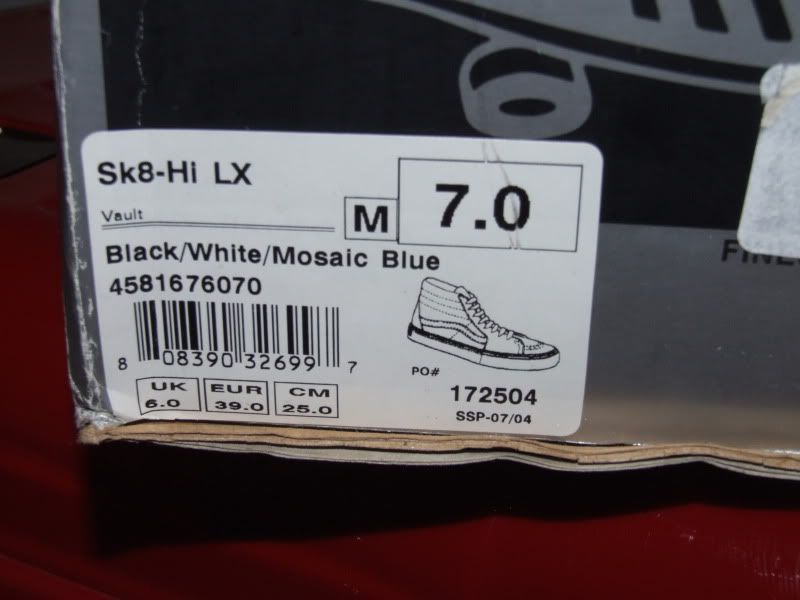 Sk8-Hi LX
Vault
M
7.0
Black/White/Mosaic Blue
4581676070
8 08390 32699 7
PO#
172504
SSP-07/04
UK EUR CM
6.0 39.0 25.0